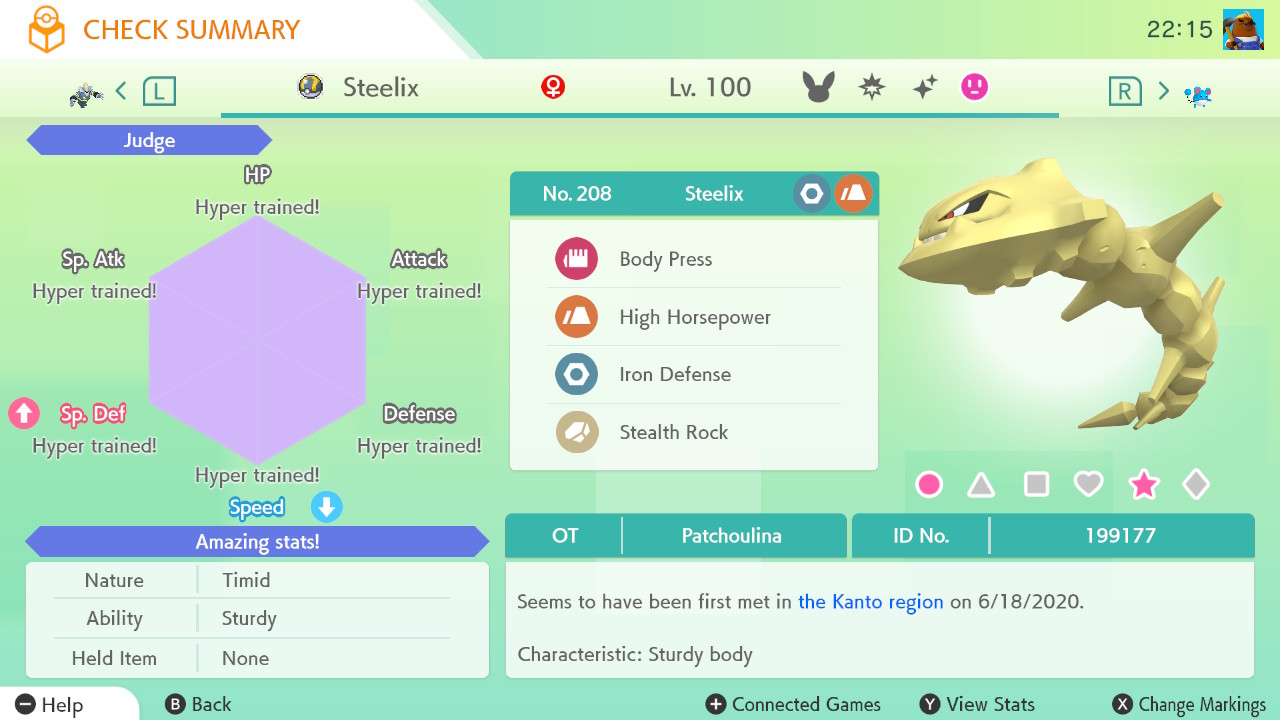 CHECK SUMMARY
22:15
L
Steelix
Lv. 100
R
Judge
HP
Hyper trained!
Sp. Atk
Hyper trained!
Attack
Hyper trained!
Sp. Def
Hyper trained!
Defense
Hyper trained!
Hyper trained!
Speed
Amazing stats!
Nature Timid
Ability Sturdy
Held Item None
No. 208 Steelix
Body Press
High Horsepower
Iron Defense
Stealth Rock
OT Patchoulina
ID No. 199177
Seems to have been first met in the Kanto region on 6/18/2020.
Characteristic: Sturdy body
Help
B Back
Connected Games
Y View Stats
X Change Markings